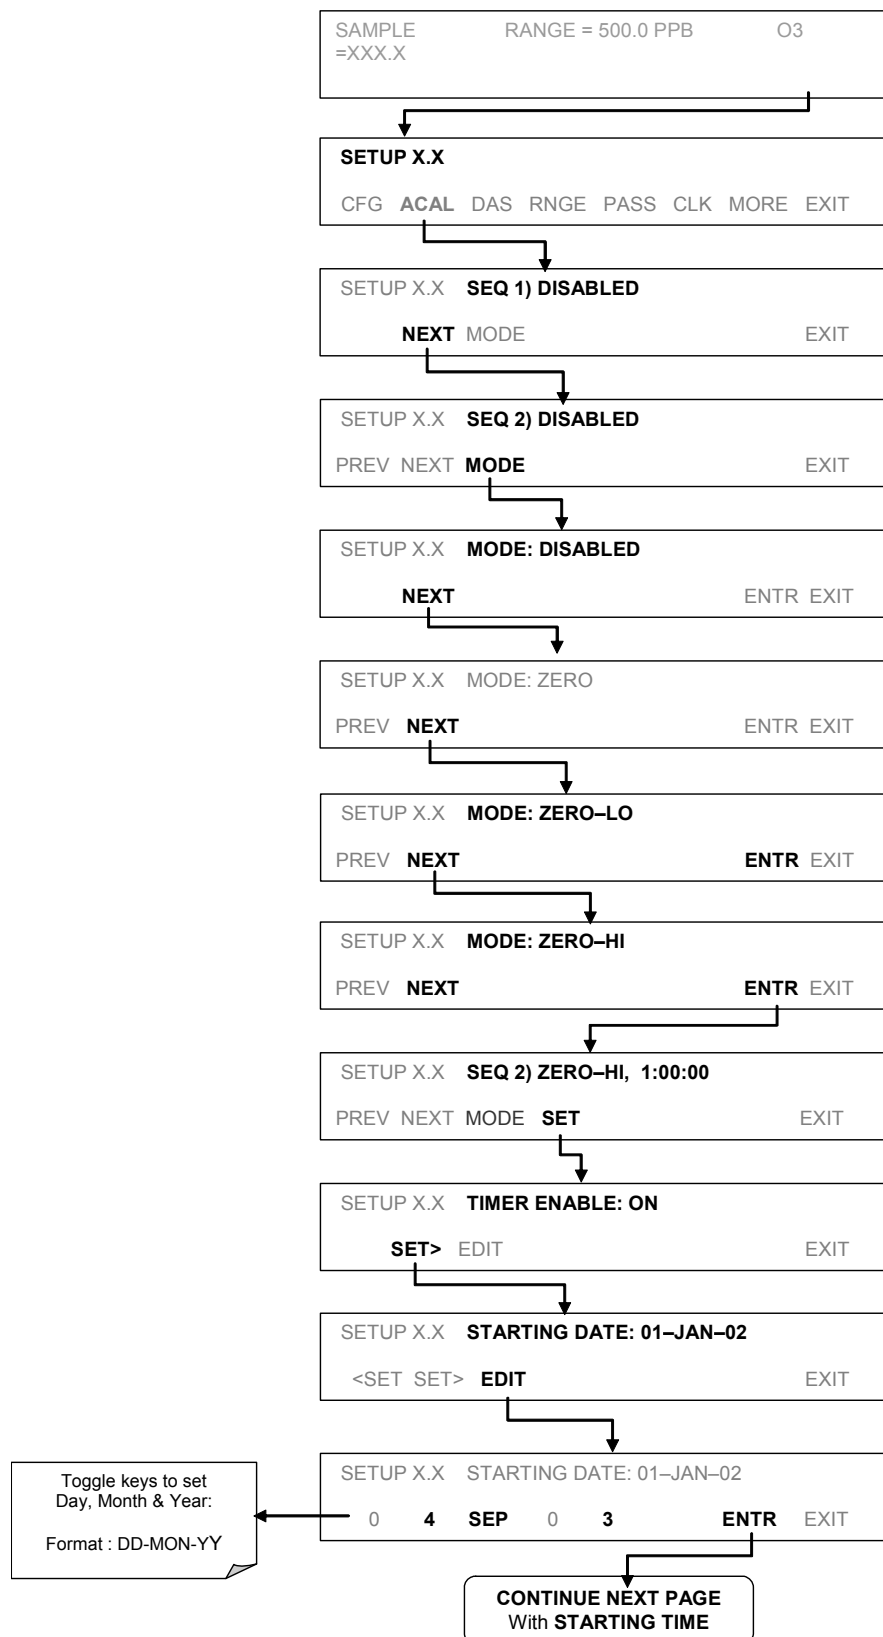 SAMPLE RANGE = 500.0 PPB O3
=XXX.X
SETUP X.X
CFG ACAL DAS RNGE PASS CLK MORE EXIT
SETUP X.X SEQ 1) DISABLED
NEXT MODE EXIT
SETUP X.X SEQ 2) DISABLED
PREV NEXT MODE EXIT
SETUP X.X MODE: DISABLED
NEXT ENTR EXIT
SETUP X.X MODE: ZERO
PREV NEXT ENTR EXIT
SETUP X.X MODE: ZERO–LO
PREV NEXT ENTR EXIT
SETUP X.X MODE: ZERO–HI
PREV NEXT ENTR EXIT
SETUP X.X SEQ 2) ZERO–HI, 1:00:00
PREV NEXT MODE SET EXIT
SETUP X.X TIMER ENABLE: ON
SET> EDIT EXIT
SETUP X.X STARTING DATE: 01–JAN–02
<SET SET> EDIT EXIT
SETUP X.X STARTING DATE: 01–JAN–02
0 4 SEP 0 3 ENTR EXIT
Toggle keys to set
Day, Month & Year:
Format : DD-MON-YY
CONTINUE NEXT PAGE
With STARTING TIME